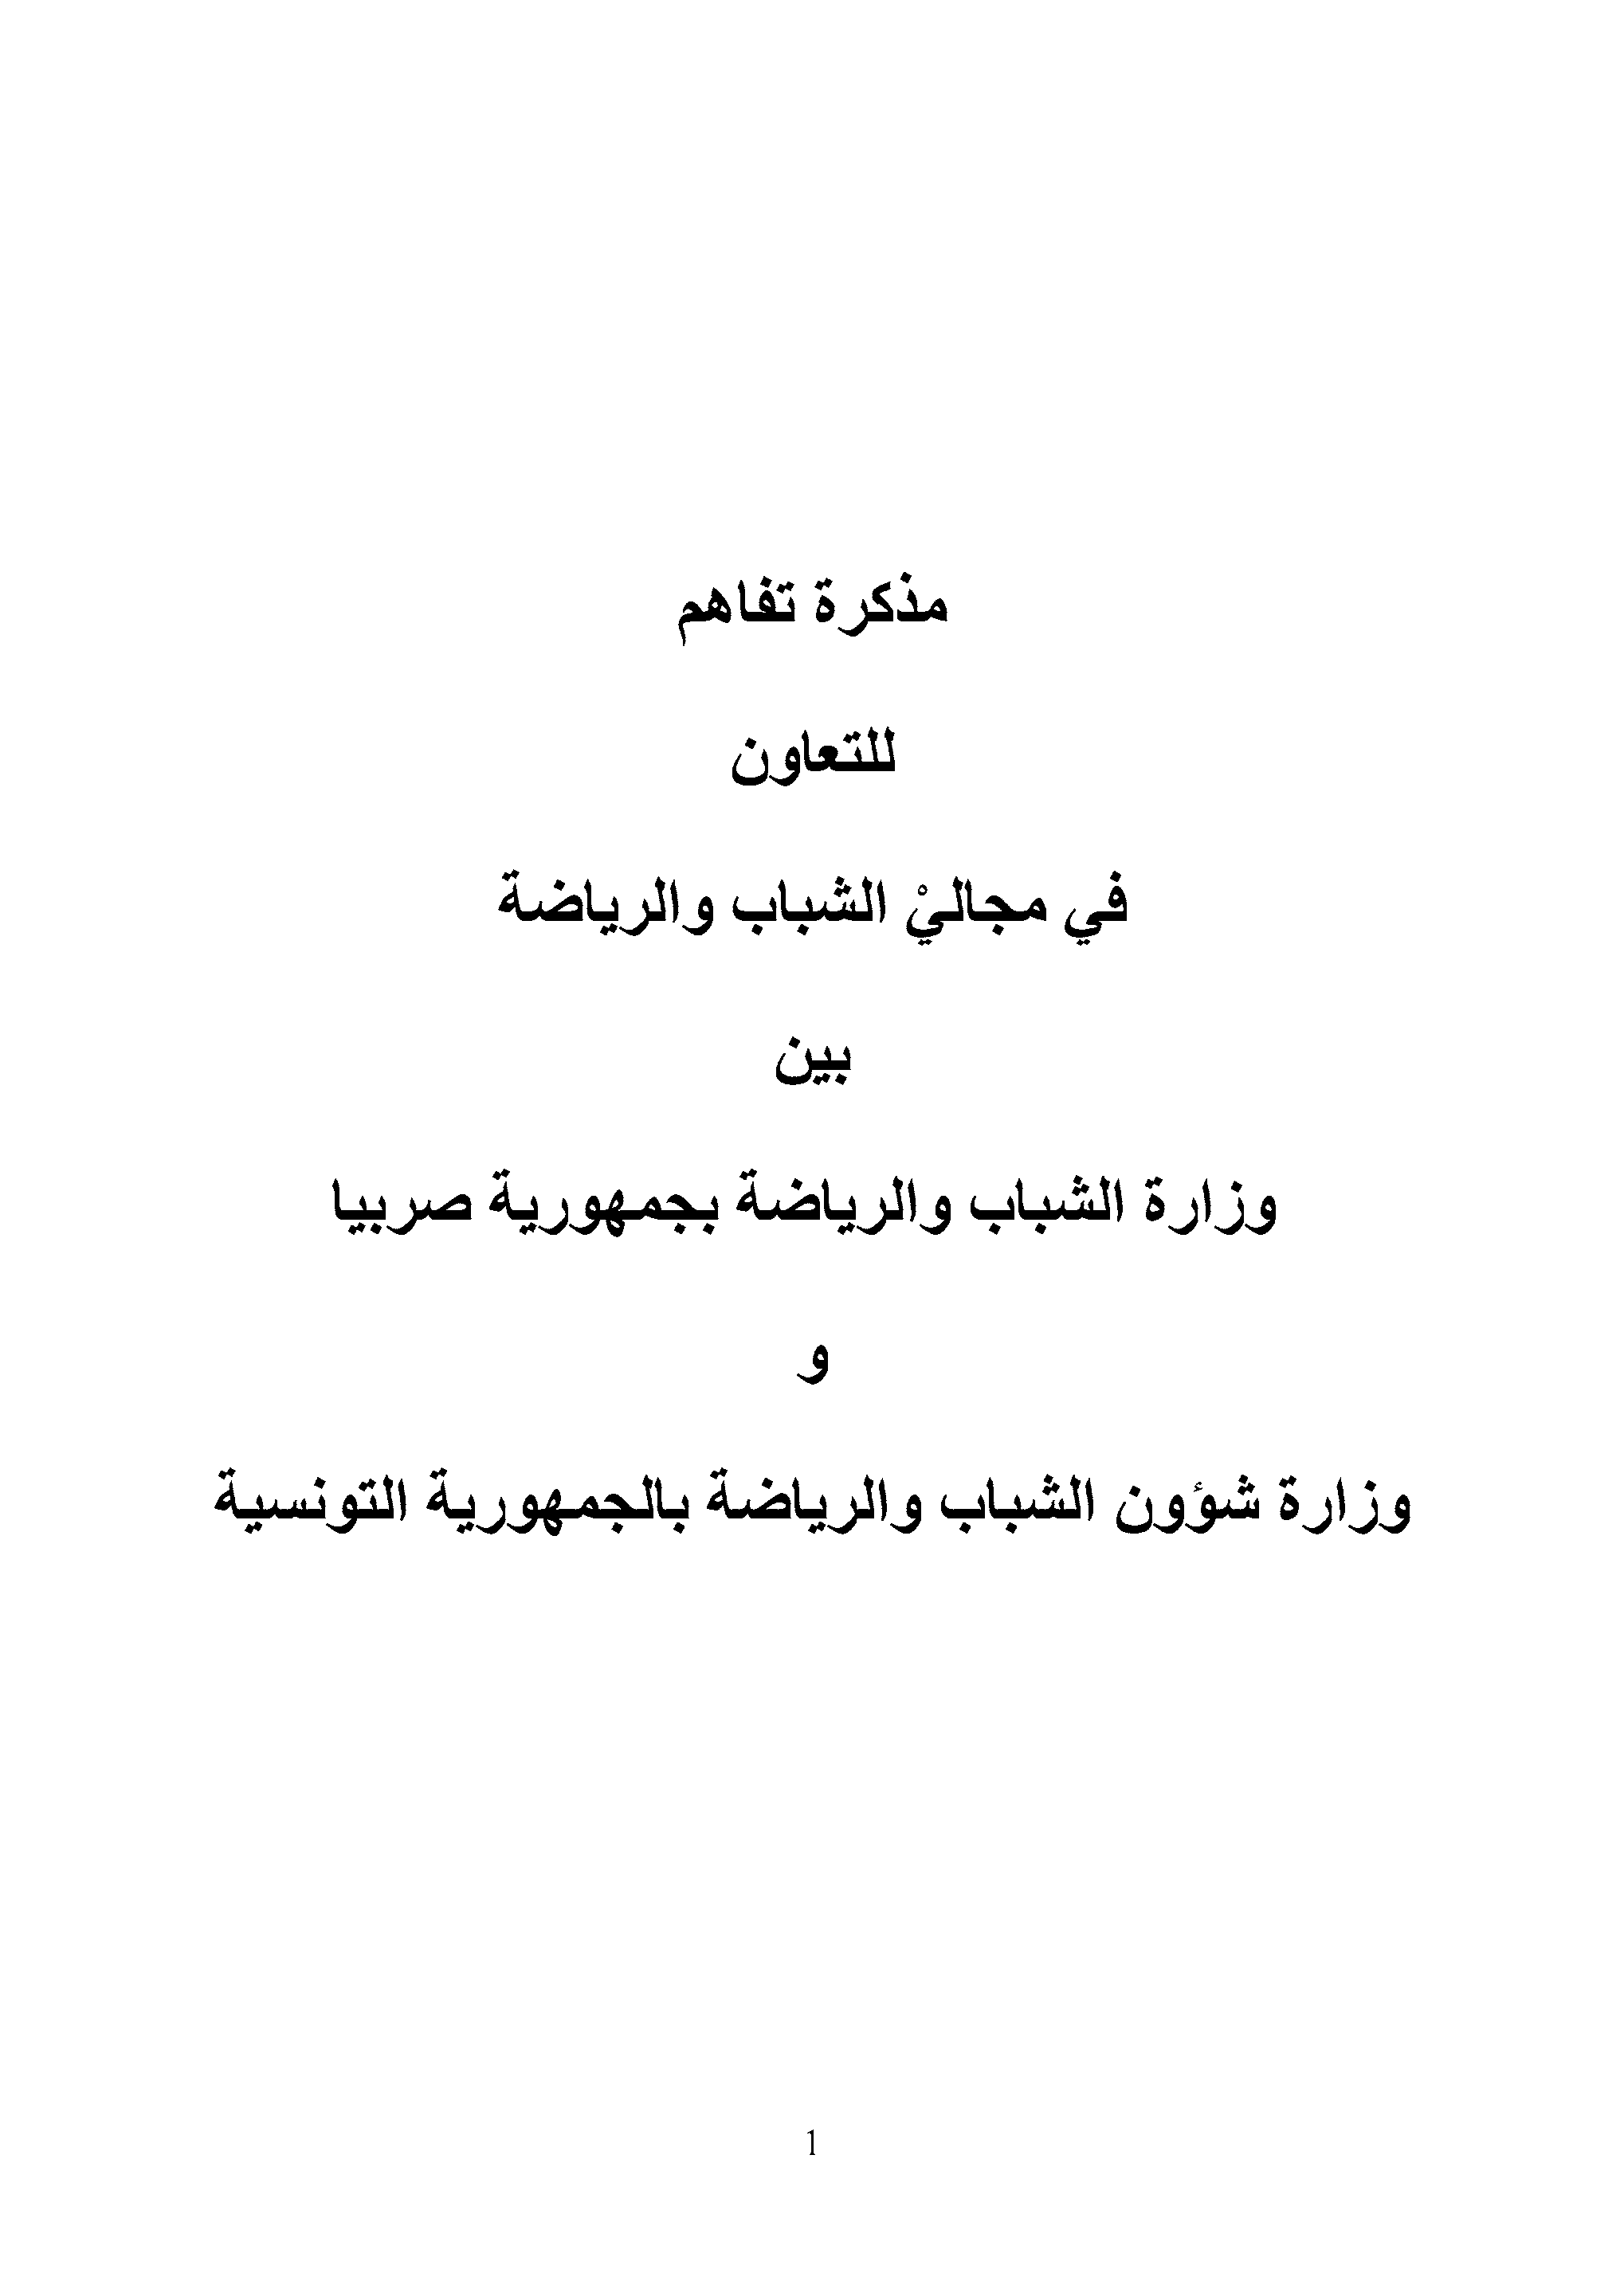 مذكرة تفاهم
للتعاون
في مجاليْ الشباب والرياضة
بين
وزارة الشباب والرياضة بجمهورية صربيا
و
وزارة شؤون الشباب والرياضة بالجمهورية التونسية
1